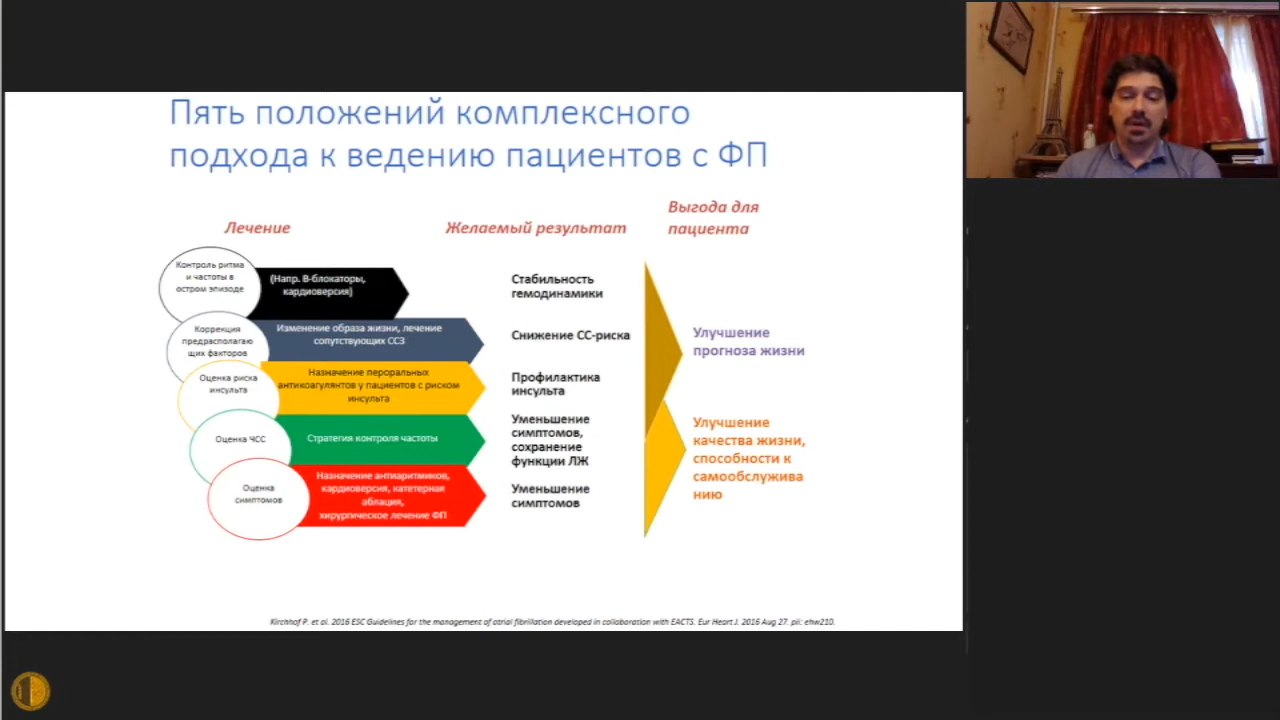 Пять положений комплексного
подхода к ведению пациентов с ФП
Лечение
Желаемый результат
Выгода для
пациента
Контроль ритма
и частоты в
остром эпизоде
(Напр. В-блокаторы,
кардиоверсия)
Стабильность
гемодинамики
Коррекция
предрасполагаю
щих факторов
Изменение образа жизни, лечение
сопутствующих ССЗ
Снижение СС-риска
Оценка риска
инсульта
Назначение пероральных
антикоагулянтов у пациентов с риском
инсульта
Профилактика
инсульта
Оценка ЧСС
Стратегия контроля частоты
Уменьшение
симптомов,
сохранение
функции ЛЖ
Оценка
симптомов
Назначение антиаритмиков,
кардиоверсия, катетерная
аблация,
хирургическое лечение ФП
Уменьшение
симптомов
Улучшение
прогноза жизни
Улучшение
качества жизни,
способности к
самообслужива
нию
Kirchhof P. et al. 2016 ESC Guidelines for the management of atrial fibrillation developed in collaboration with EACTS. Eur Heart J. 2016 Aug 27. pii: ehw210.